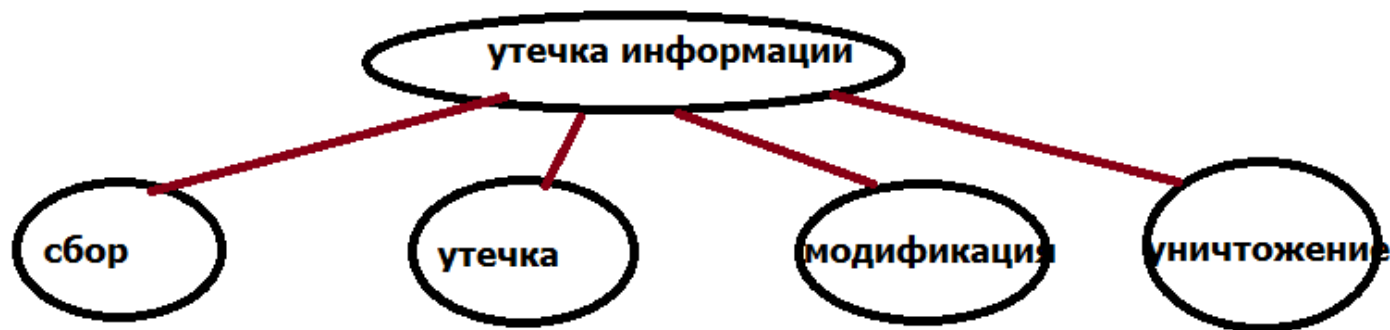 утечка информации
сбор
утечка
модификация
уничтожение